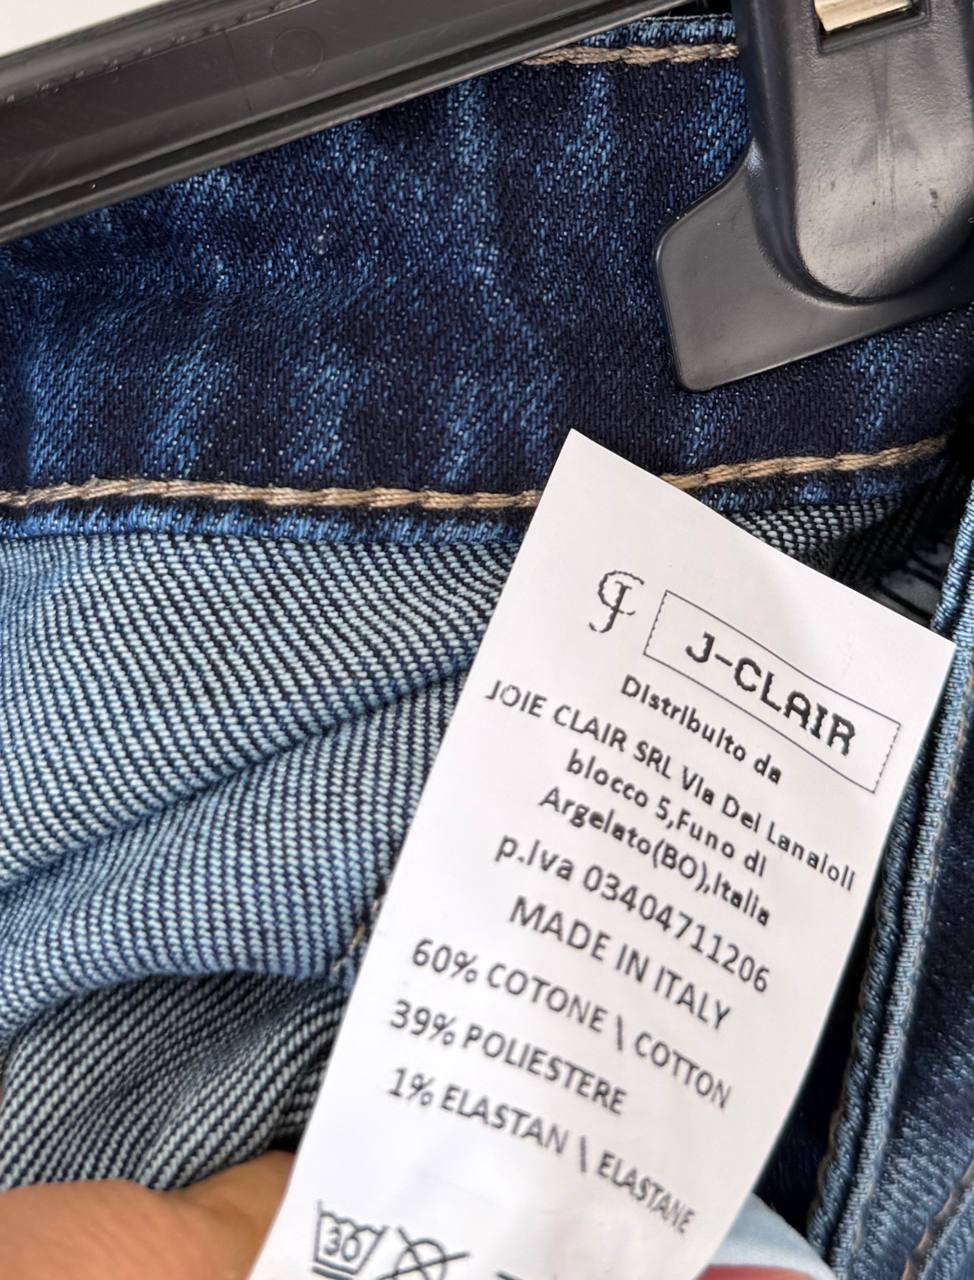 J-CLAIR
Distribuito da
JOIE CLAIR SRL Via Dei Lanaioli
blocco 5,Funo di
Argelato(BO),Italia
p.Iva 03404711206
MADE IN ITALY
60% COTONE \ COTTON
39% POLIESTERE
1% ELASTAN \ ELASTANE
30